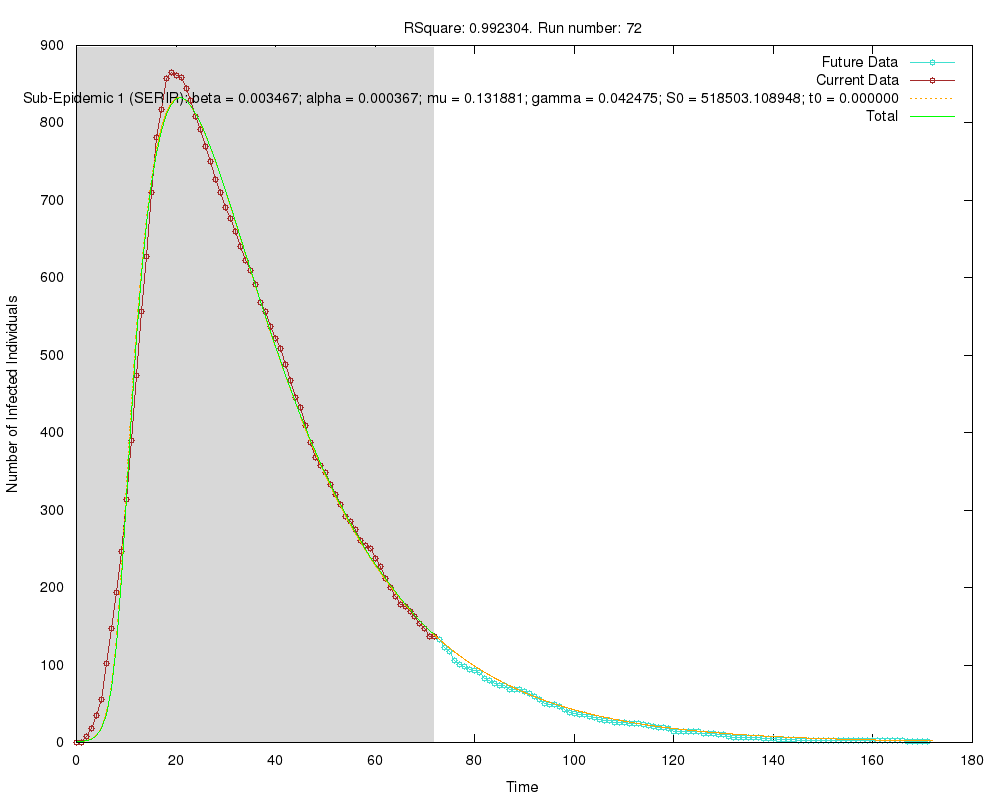 RSquare: 0.992304. Run number: 72
900
800
700
600
500
400
300
200
100
0
Number of Infected Individuals
Future Data
Current Data
Sub-Epidemic 1 (SERIR): beta = 0.003467; alpha = 0.000367; mu = 0.131881; gamma = 0.042475; S0 = 518503.108948; t0 = 0.000000
Total
0 20 40 60 80 100 120 140 160 180
Time